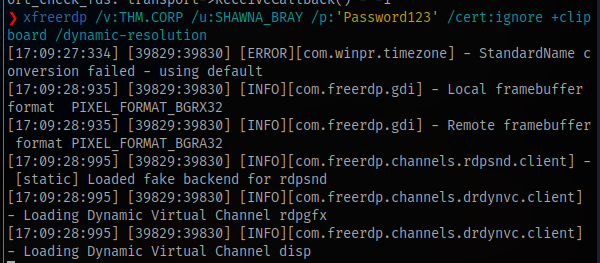 ort_check_fds: transport->ReceiveCallback() - -1
❯ xfreerdp /v:THM.CORP /u:SHAWNA_BRAY /p:'Password123' /cert:ignore +clip
board /dynamic-resolution
[17:09:27:334] [39829:39830] [ERROR][com.winpr.timezone] - StandardName c
onversion failed - using default
[17:09:28:935] [39829:39830] [INFO][com.freerdp.gdi] - Local framebuffer
format  PIXEL_FORMAT_BGRX32
[17:09:28:935] [39829:39830] [INFO][com.freerdp.gdi] - Remote framebuffer
 format PIXEL_FORMAT_BGRA32
[17:09:28:995] [39829:39830] [INFO][com.freerdp.channels.rdpsnd.client] -
 [static] Loaded fake backend for rdpsnd
[17:09:28:995] [39829:39830] [INFO][com.freerdp.channels.drdynvc.client]
- Loading Dynamic Virtual Channel rdpgfx
[17:09:28:995] [39829:39830] [INFO][com.freerdp.channels.drdynvc.client]
- Loading Dynamic Virtual Channel disp